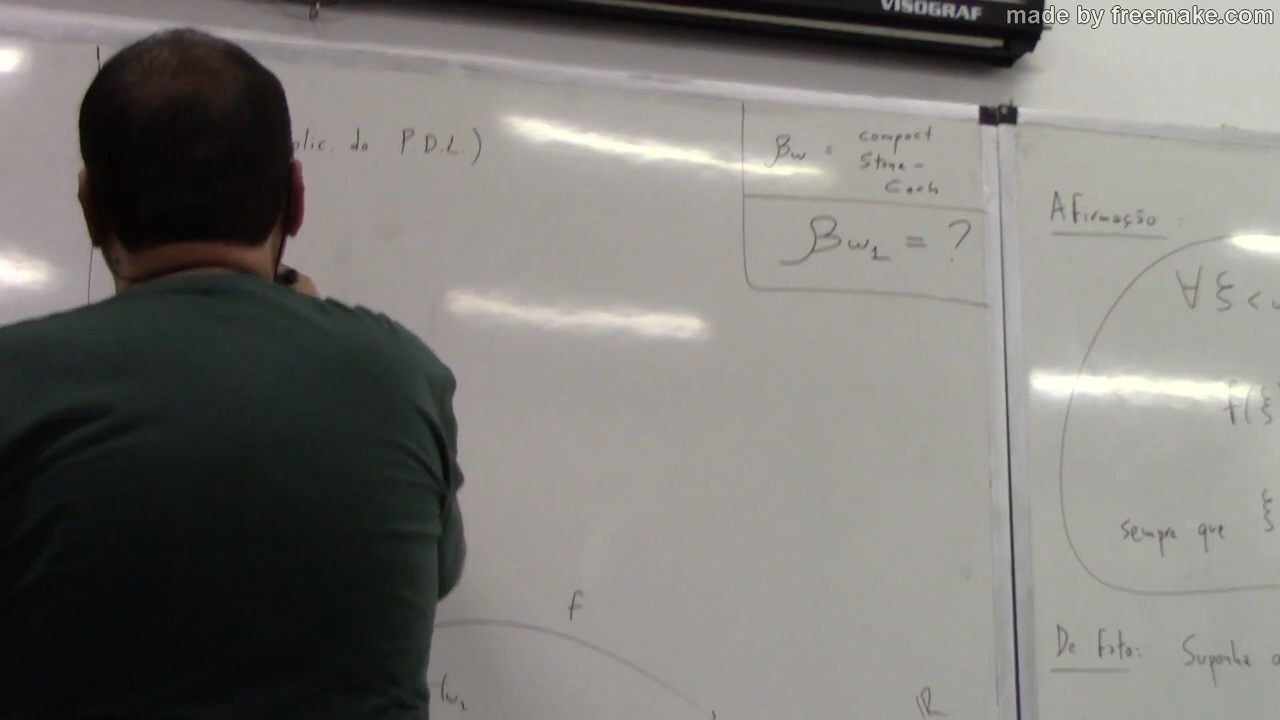 VISOGRAF
made by freemake.com
plic. do P.D.L.)
βω = compact.
Stone -
Cech
βω₁ = ?
Afirmação :
∀ ξ <
f(ξ
sempre que ξ
f
De fato: Suponha
ℝ